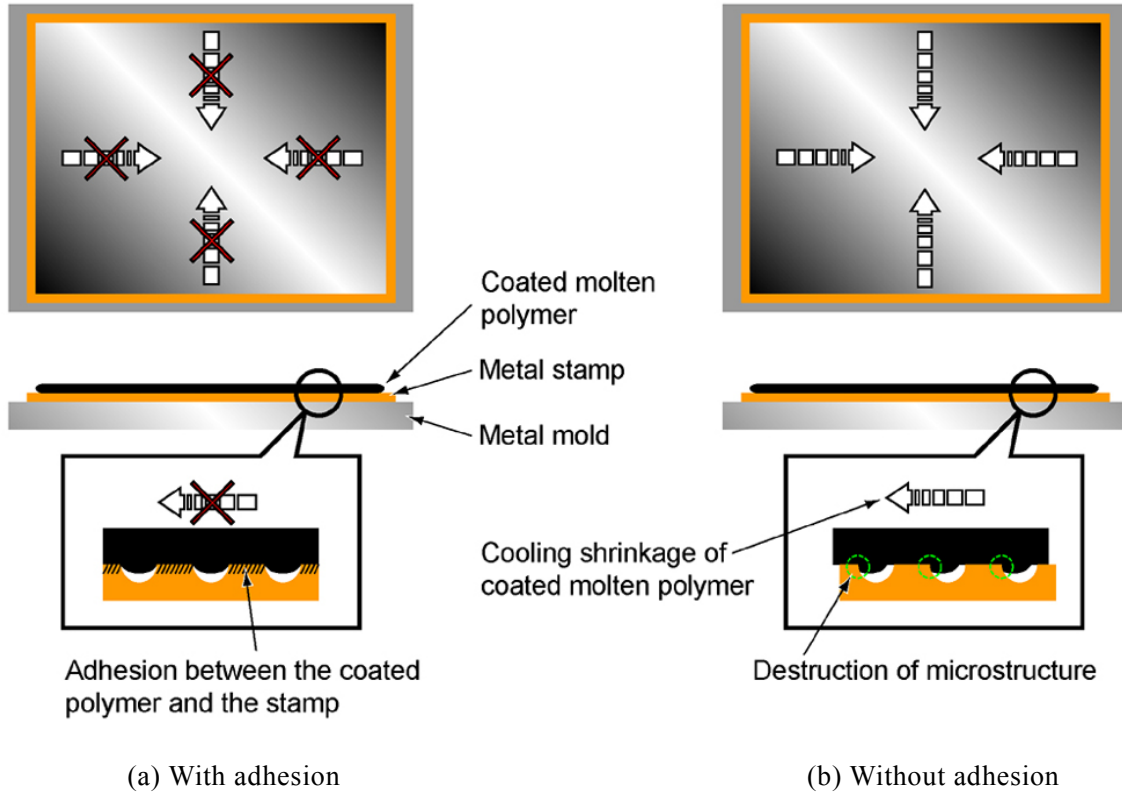 Coated molten
polymer
Metal stamp
Metal mold
Cooling shrinkage of
coated molten polymer
Adhesion between the coated
polymer and the stamp
Destruction of microstructure
(a) With adhesion
(b) Without adhesion